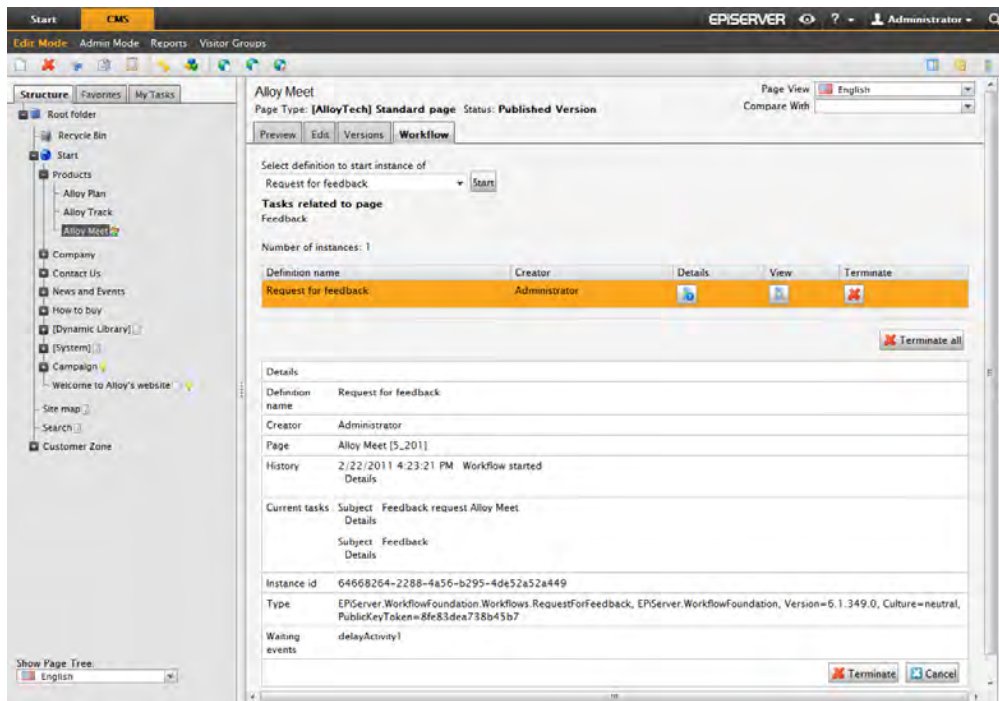 Start CMS EPISERVER ? Administrator
Edit Mode Admin Mode Reports Visitor Groups
Structure Favorites My Tasks
Root folder
Recycle Bin
Start
Products
Alloy Plan
Alloy Track
Alloy Meet
Company
Contact Us
News and Events
How to buy
[Dynamic Library]
[System]
Campaign
Welcome to Alloy's website
Site map
Search
Customer Zone
Show Page Tree:
English
Alloy Meet
Page View English
Page Type: [AlloyTech] Standard page Status: Published Version
Compare With
Preview Edit Versions Workflow
Select definition to start instance of
Request for feedback Start
Tasks related to page
Feedback
Number of instances: 1
Definition name Creator Details View Terminate
Request for feedback Administrator
Terminate all
Details
Definition name Request for feedback
Creator Administrator
Page Alloy Meet [5_201]
History 2/22/2011 4:23:21 PM Workflow started
Details
Current tasks Subject Feedback request Alloy Meet
Details
Subject Feedback
Details
Instance id 64668264-2288-4a56-b295-4de52a52a449
Type EPiServer.WorkflowFoundation.Workflows.RequestForFeedback, EPiServer.WorkflowFoundation, Version=6.1.349.0, Culture=neutral,
PublicKeyToken=8fe83dea738b45b7
Waiting events delayActivity1
Terminate Cancel